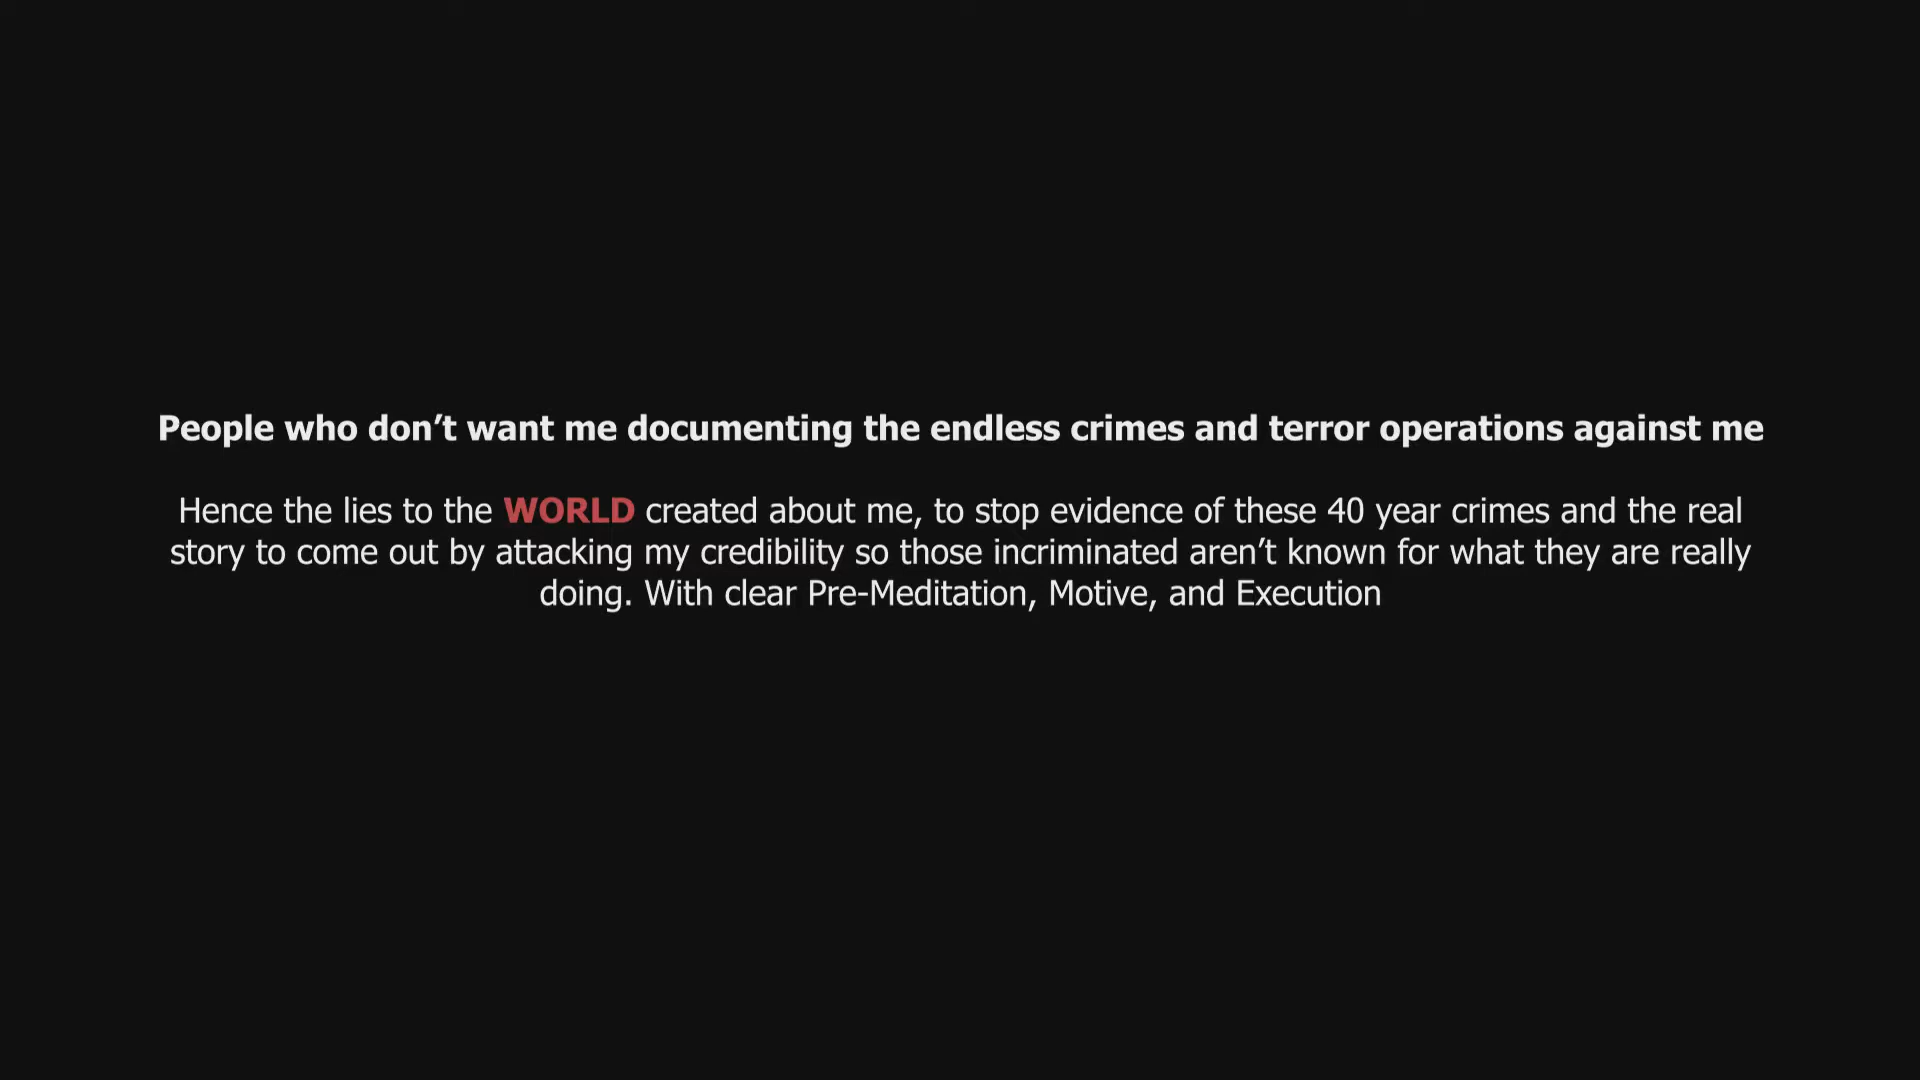 People who don’t want me documenting the endless crimes and terror operations against me
Hence the lies to the WORLD created about me, to stop evidence of these 40 year crimes and the real
story to come out by attacking my credibility so those incriminated aren’t known for what they are really
doing. With clear Pre-Meditation, Motive, and Execution